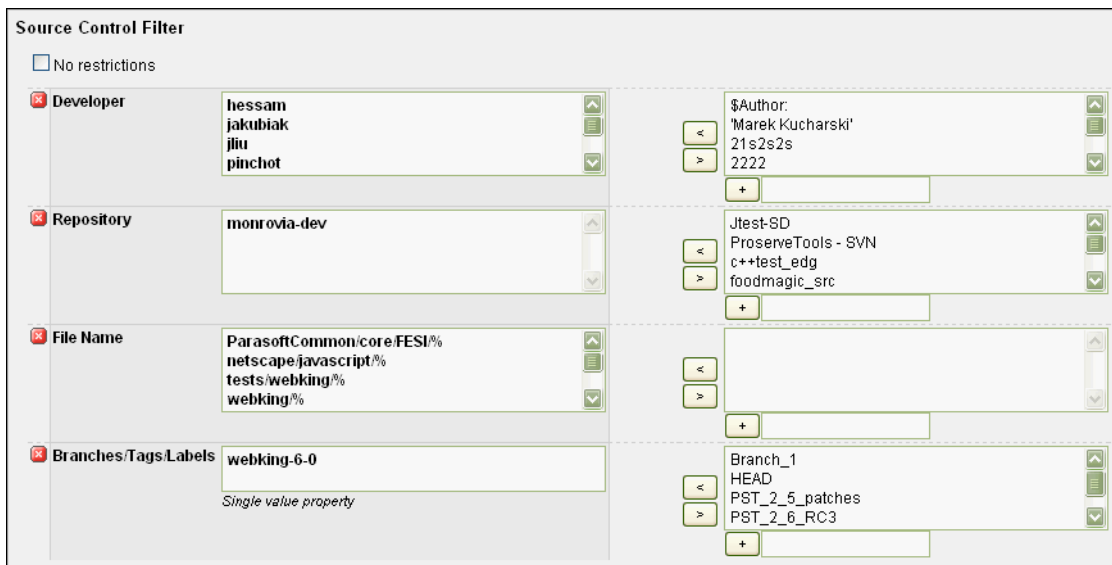 Source Control Filter
No restrictions
Developer
hessam
jakubiak
jliu
pinchot
<
>
$Author:
'Marek Kucharski'
21s2s2s
2222
+
Repository
monrovia-dev
<
>
Jtest-SD
ProserveTools - SVN
c++test_edg
foodmagic_src
+
File Name
ParasoftCommon/core/FESI/%
netscape/javascript/%
tests/webking/%
webking/%
<
>
+
Branches/Tags/Labels
webking-6-0
Single value property
<
>
Branch_1
HEAD
PST_2_5_patches
PST_2_6_RC3
+